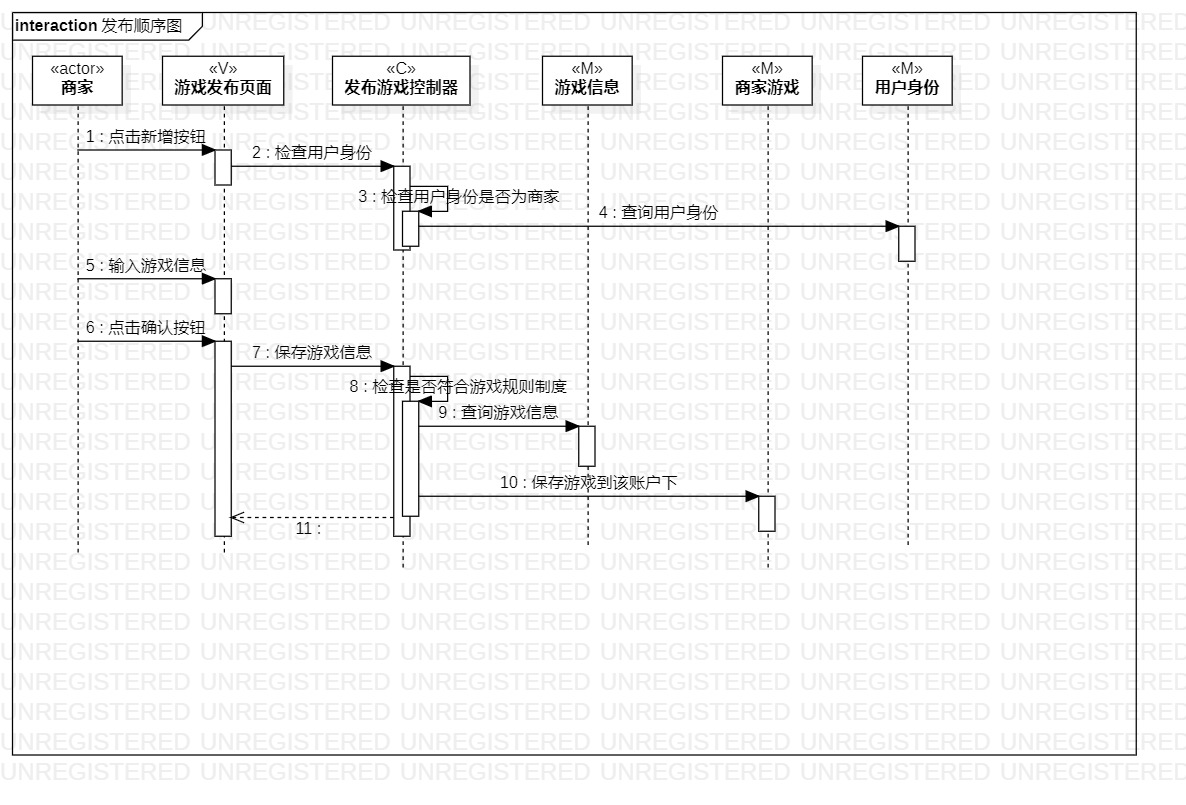 interaction 发布顺序图
«actor»
商家
«V»
游戏发布页面
«C»
发布游戏控制器
«M»
游戏信息
«M»
商家游戏
«M»
用户身份
1 : 点击新增按钮
2 : 检查用户身份
3 : 检查用户身份是否为商家
4 : 查询用户身份
5 : 输入游戏信息
6 : 点击确认按钮
7 : 保存游戏信息
8 : 检查是否符合游戏规则制度
9 : 查询游戏信息
10 : 保存游戏到该账户下
11 :
UNREGISTERED